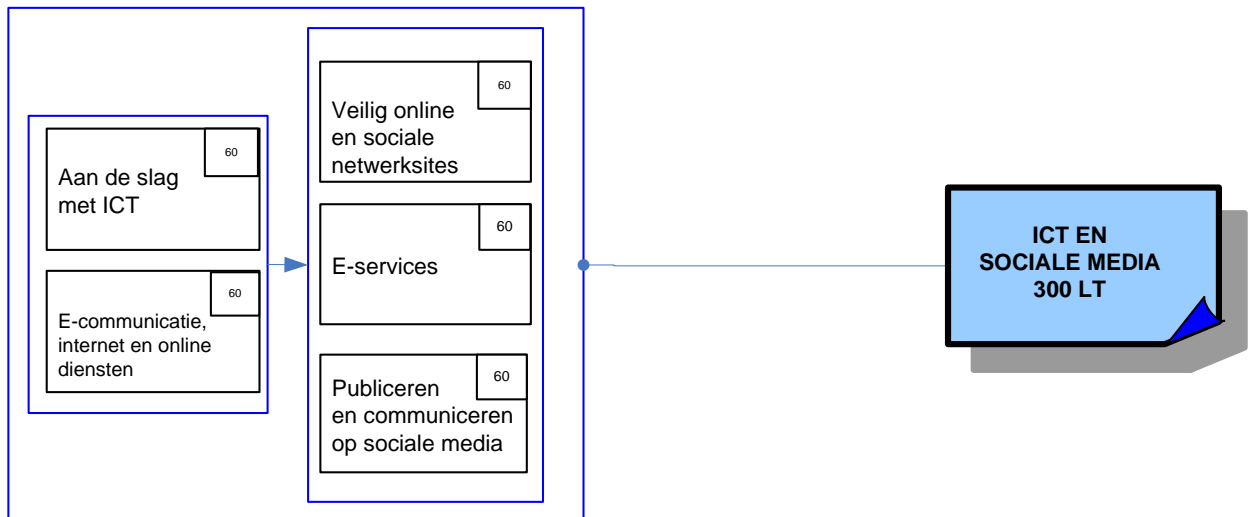 60
Aan de slag
met ICT
60
E-communicatie,
internet en online
diensten
60
Veilig online
en sociale
netwerksites
60
E-services
60
Publiceren
en communiceren
op sociale media
ICT EN
SOCIALE MEDIA
300 LT